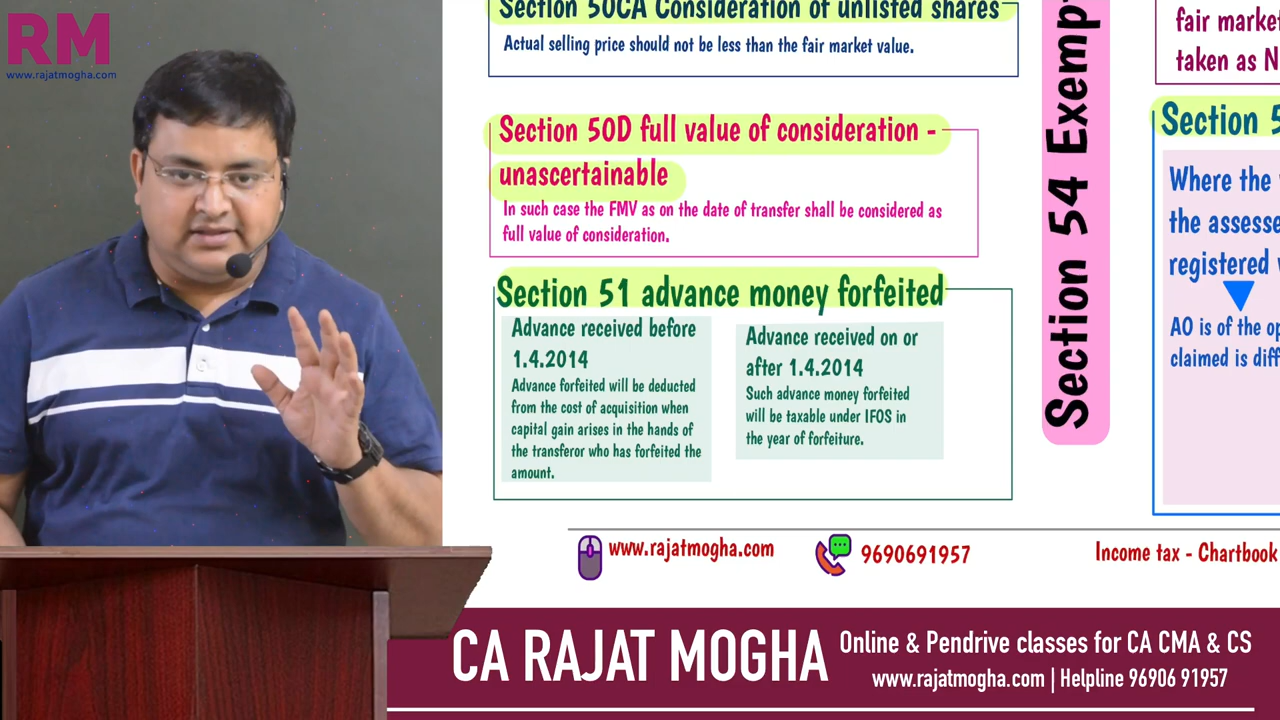 RM
www.rajatmogha.com
Section 50CA Consideration of unlisted shares
Actual selling price should not be less than the fair market value.
Section 50D full value of consideration -
unascertainable
In such case the FMV as on the date of transfer shall be considered as
full value of consideration.
Section 51 advance money forfeited
Advance received before
1.4.2014
Advance forfeited will be deducted
from the cost of acquisition when
capital gain arises in the hands of
the transferor who has forfeited the
amount.
Advance received on or
after 1.4.2014
Such advance money forfeited
will be taxable under IFOS in
the year of forfeiture.
Section 54 Exemp
fair market
taken as N
Section 5
Where the
the assesse
registered
AO is of the op
claimed is diff
www.rajatmogha.com
9690691957
Income tax - Chartbook
CA RAJAT MOGHA
Online & Pendrive classes for CA CMA & CS
www.rajatmogha.com | Helpline 96906 91957